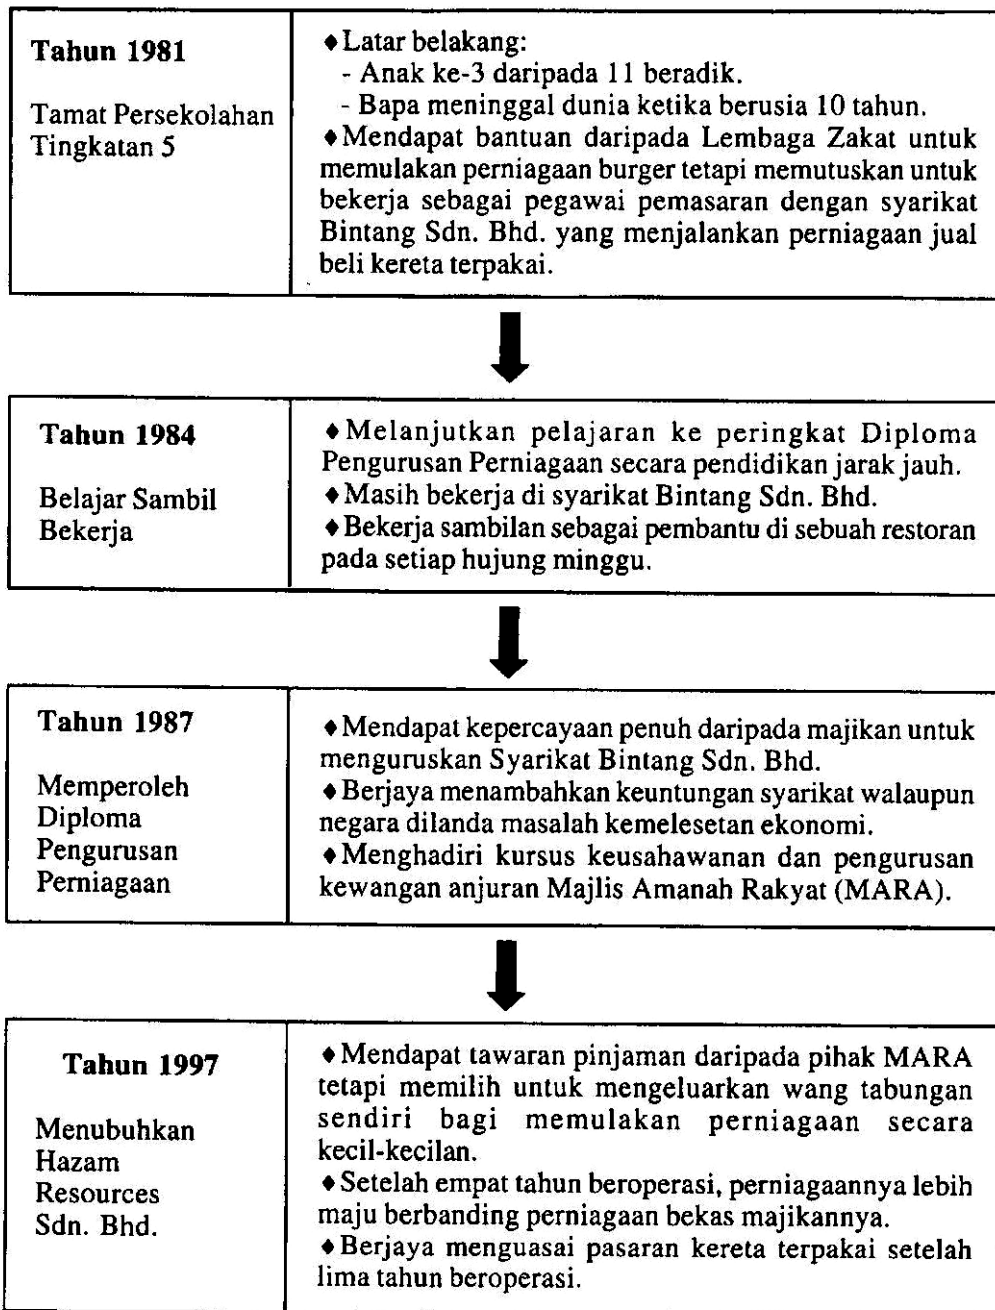 Tahun 1981
Tamat Persekolahan
Tingkatan 5
♦Latar belakang:
- Anak ke-3 daripada 11 beradik.
- Bapa meninggal dunia ketika berusia 10 tahun.
♦Mendapat bantuan daripada Lembaga Zakat untuk
memulakan perniagaan burger tetapi memutuskan untuk
bekerja sebagai pegawai pemasaran dengan syarikat
Bintang Sdn. Bhd. yang menjalankan perniagaan jual
beli kereta terpakai.
Tahun 1984
Belajar Sambil
Bekerja
♦Melanjutkan pelajaran ke peringkat Diploma
Pengurusan Perniagaan secara pendidikan jarak jauh.
♦Masih bekerja di syarikat Bintang Sdn. Bhd.
♦Bekerja sambilan sebagai pembantu di sebuah restoran
pada setiap hujung minggu.
Tahun 1987
Memperoleh
Diploma
Pengurusan
Perniagaan
♦Mendapat kepercayaan penuh daripada majikan untuk
menguruskan Syarikat Bintang Sdn. Bhd.
♦Berjaya menambahkan keuntungan syarikat walaupun
negara dilanda masalah kemelesetan ekonomi.
♦Menghadiri kursus keusahawanan dan pengurusan
kewangan anjuran Majlis Amanah Rakyat (MARA).
Tahun 1997
Menubuhkan
Hazam
Resources
Sdn. Bhd.
♦Mendapat tawaran pinjaman daripada pihak MARA
tetapi memilih untuk mengeluarkan wang tabungan
sendiri bagi memulakan perniagaan secara
kecil-kecilan.
♦Setelah empat tahun beroperasi, perniagaannya lebih
maju berbanding perniagaan bekas majikannya.
♦Berjaya menguasai pasaran kereta terpakai setelah
lima tahun beroperasi.